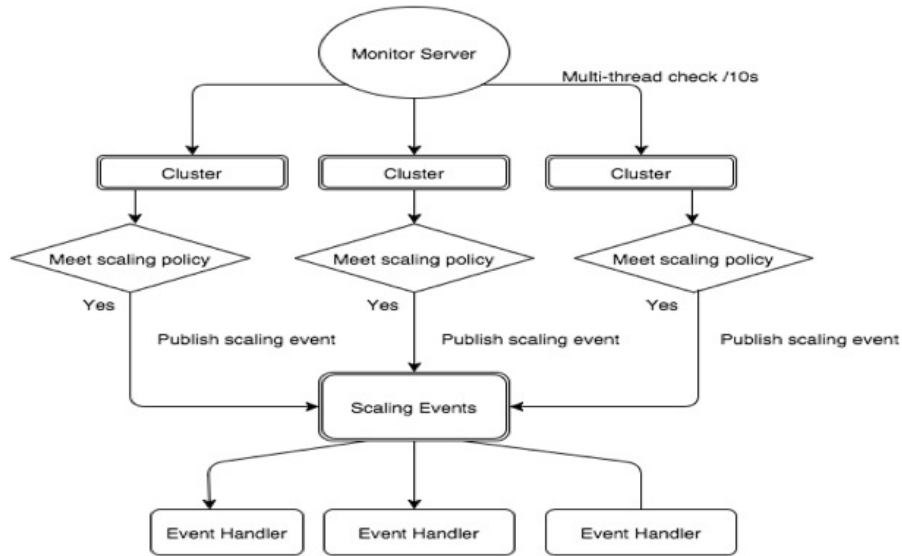 Monitor Server
Multi-thread check /10s
Cluster
Cluster
Cluster
Meet scaling policy
Meet scaling policy
Meet scaling policy
Yes
Yes
Yes
Publish scaling event
Publish scaling event
Publish scaling event
Scaling Events
Event Handler
Event Handler
Event Handler